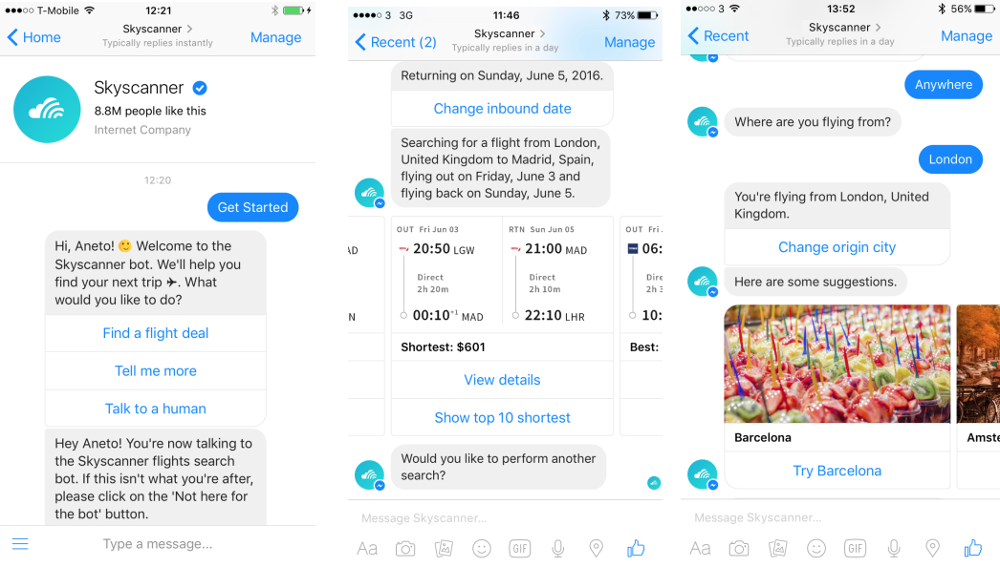 T-Mobile
12:21
Home
Skyscanner
Typically replies instantly
Manage
Skyscanner
8.8M people like this
Internet Company
12:20
Get Started
Hi, Aneto! Welcome to the
Skyscanner bot. We'll help you
find your next trip ✈. What
would you like to do?
Find a flight deal
Tell me more
Talk to a human
Hey Aneto! You're now talking to
the Skyscanner flights search
bot. If this isn't what you're after,
please click on the 'Not here for
the bot' button.
Type a message...
3 3G
11:46
73%
Recent (2)
Skyscanner
Typically replies in a day
Manage
Returning on Sunday, June 5, 2016.
Change inbound date
Searching for a flight from London,
United Kingdom to Madrid, Spain,
flying out on Friday, June 3 and
flying back on Sunday, June 5.
OUT Fri Jun 03
20:50 LGW
Direct
2h 20m
00:10+1 MAD
RTN Sun Jun 05
21:00 MAD
Direct
2h 10m
22:10 LHR
OUT Fri
06:
10:
Shortest: $601
Best:
View details
Show top 10 shortest
Would you like to perform another
search?
Message Skyscanner...
Aa
GIF
3
13:52
56%
Recent
Skyscanner
Typically replies in a day
Manage
Anywhere
Where are you flying from?
London
You're flying from London, United
Kingdom.
Change origin city
Here are some suggestions.
Barcelona
Try Barcelona
Amste
Message Skyscanner...
Aa
GIF